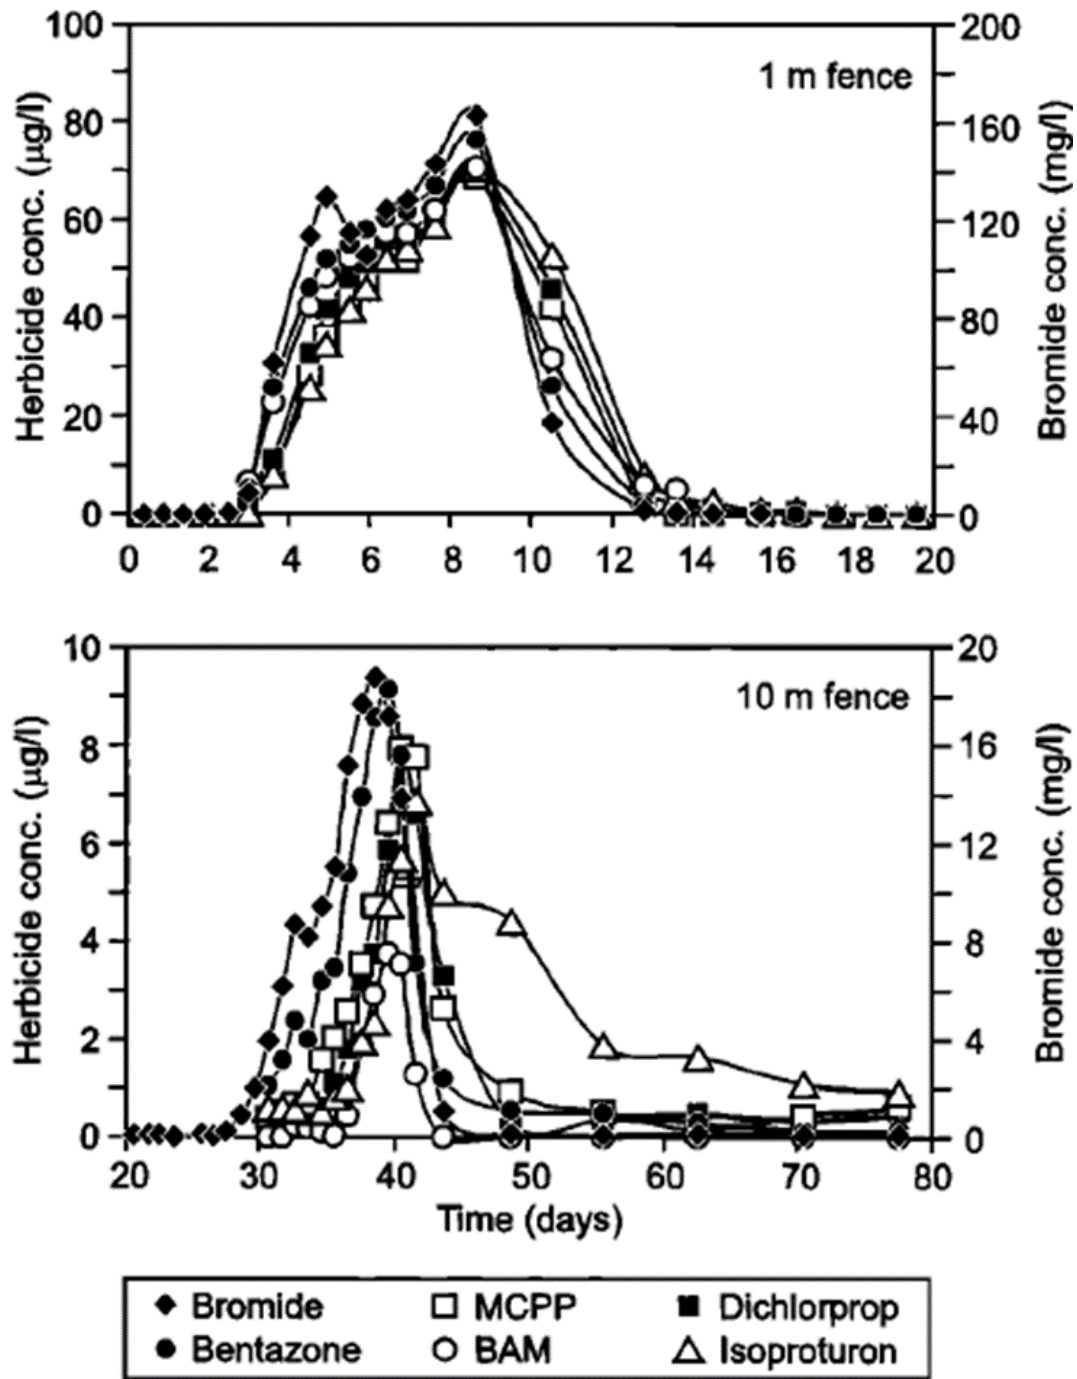 100
80
60
40
20
0
Herbicide conc. (µg/l)
200
160
120
80
40
0
Bromide conc. (mg/l)
1 m fence
0 2 4 6 8 10 12 14 16 18 20
10
8
6
4
2
0
Herbicide conc. (µg/l)
20
16
12
8
4
0
Bromide conc. (mg/l)
10 m fence
20 30 40 50 60 70 80
Time (days)
Bromide MCPP Dichlorprop
Bentazone BAM Isoproturon